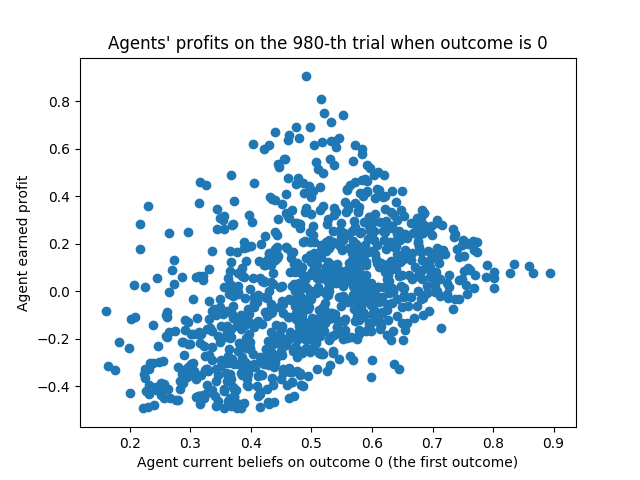 Agents' profits on the 980-th trial when outcome is 0
0.8
0.6
0.4
0.2
0.0
−0.2
−0.4
Agent earned profit
0.2 0.3 0.4 0.5 0.6 0.7 0.8 0.9
Agent current beliefs on outcome 0 (the first outcome)